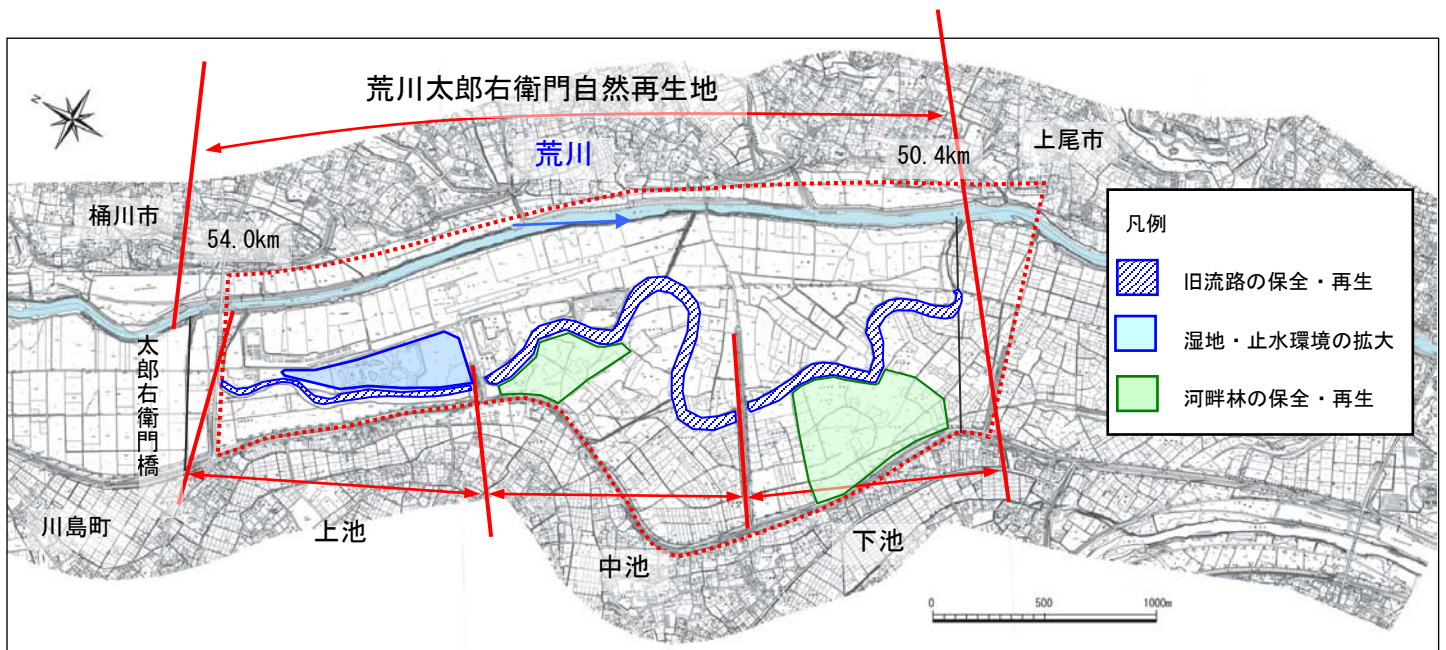 荒川太郎右衛門自然再生地
荒川
50.4km
上尾市
桶川市
54.0km
N
太郎右衛門橋
川島町
上池
中池
下池
凡例
旧流路の保全・再生
湿地・止水環境の拡大
河畔林の保全・再生
0 500 1000m